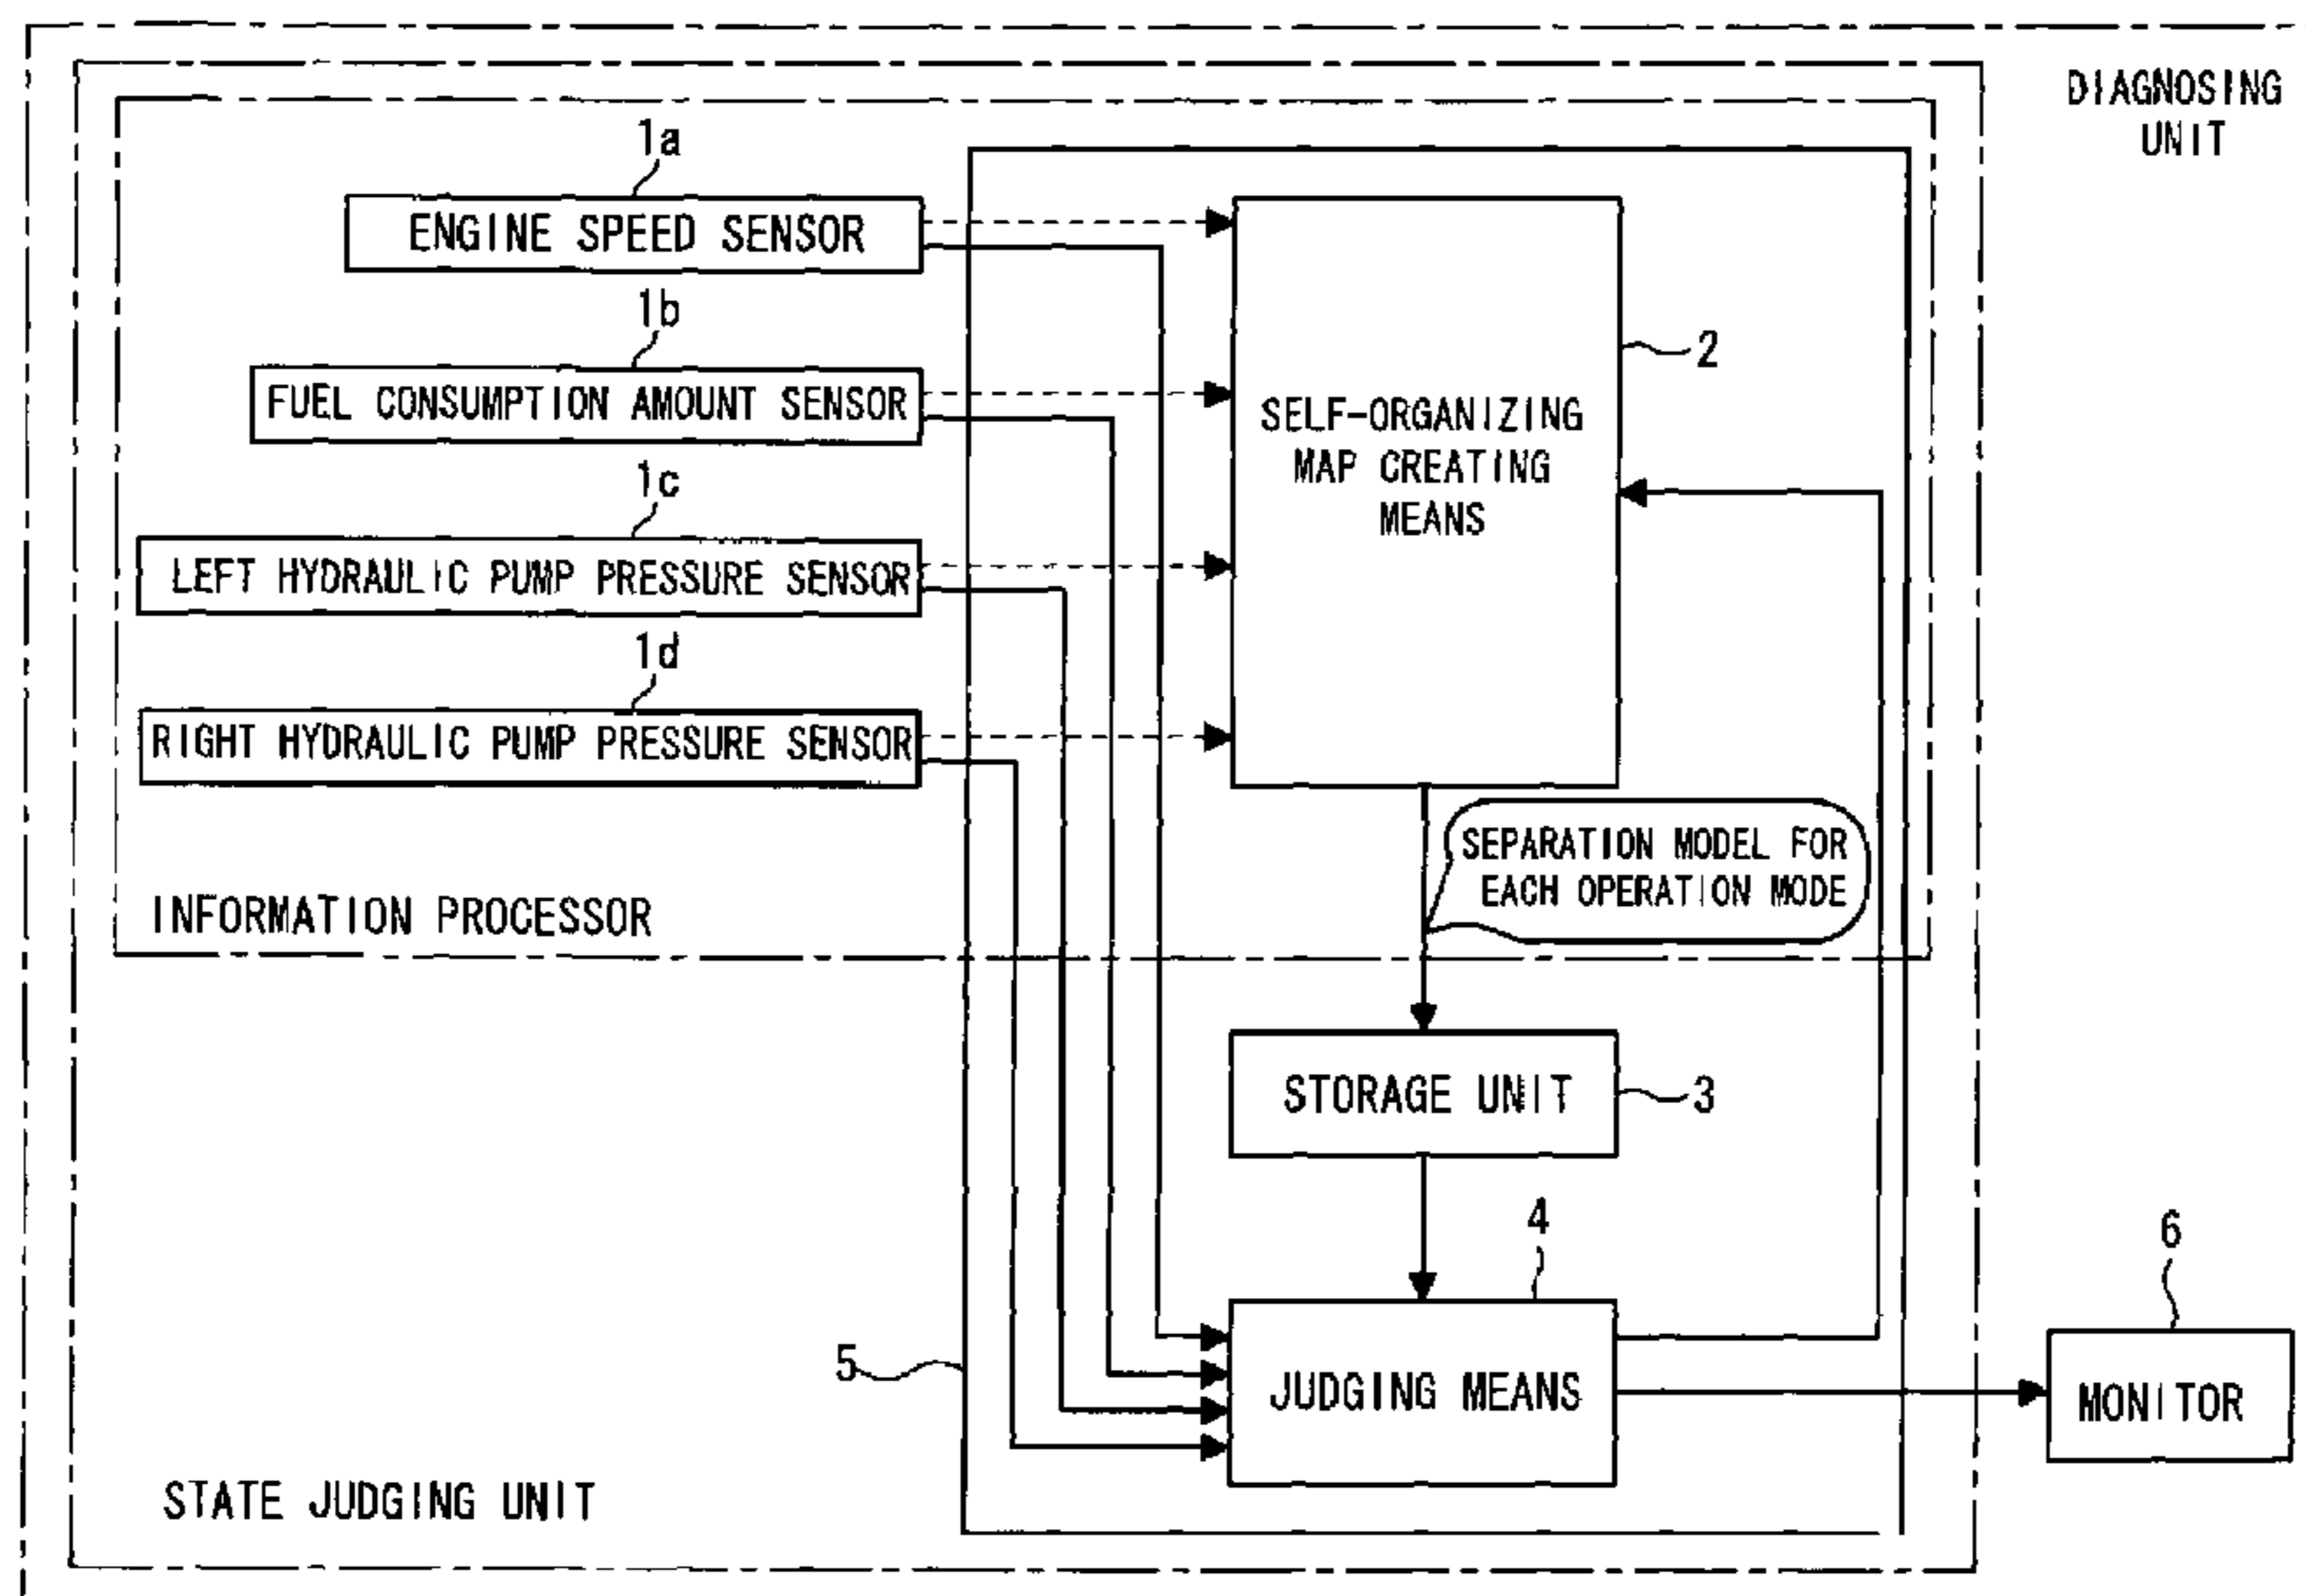 DIAGNOSING
UNIT
1a
ENGINE SPEED SENSOR
1b
FUEL CONSUMPTION AMOUNT SENSOR
1c
LEFT HYDRAULIC PUMP PRESSURE SENSOR
1d
RIGHT HYDRAULIC PUMP PRESSURE SENSOR
2
SELF-ORGANIZING
MAP CREATING
MEANS
SEPARATION MODEL FOR
EACH OPERATION MODE
INFORMATION PROCESSOR
STORAGE UNIT
3
4
JUDGING MEANS
5
6
MONITOR
STATE JUDGING UNIT